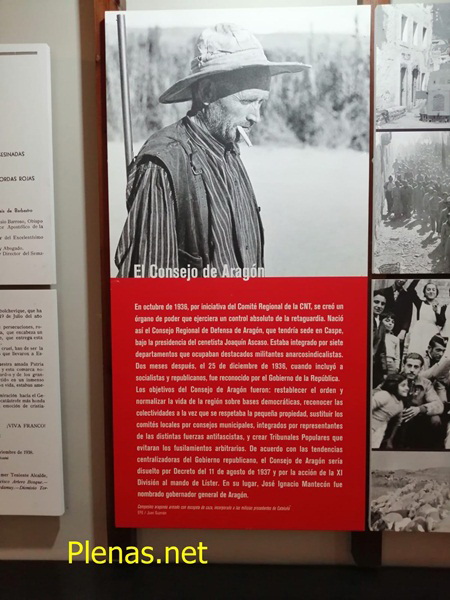 ESINADAS
ORDAS ROJAS
El Consejo de Aragón
En octubre de 1936, por iniciativa del Comité Regional de la CNT, se creó un
órgano de poder que ejerciera un control absoluto de la retaguardia. Nació
así el Consejo Regional de Defensa de Aragón, que tendría sede en Caspe,
bajo la presidencia del cenetista Joaquín Ascaso. Estaba integrado por siete
departamentos que ocupaban destacados militantes anarcosindicalistas.
Dos meses después, el 25 de diciembre de 1936, cuando incluyó a
socialistas y republicanos, fue reconocido por el Gobierno de la República.
Los objetivos del Consejo de Aragón fueron: restablecer el orden y
normalizar la vida de la región sobre bases democráticas, reconocer las
colectividades a la vez que se respetaba la pequeña propiedad, sustituir los
comités locales por consejos municipales, integrados por representantes
de las distintas fuerzas antifascistas, y crear Tribunales Populares que
evitaran los fusilamientos arbitrarios. De acuerdo con las tendencias
centralizadoras del Gobierno republicano, el Consejo de Aragón sería
disuelto por Decreto del 11 de agosto de 1937 y por la acción de la XI
División al mando de Líster. En su lugar, José Ignacio Mantecón fue
nombrado gobernador general de Aragón.
¡VIVA FRANCO!
Plenas.net